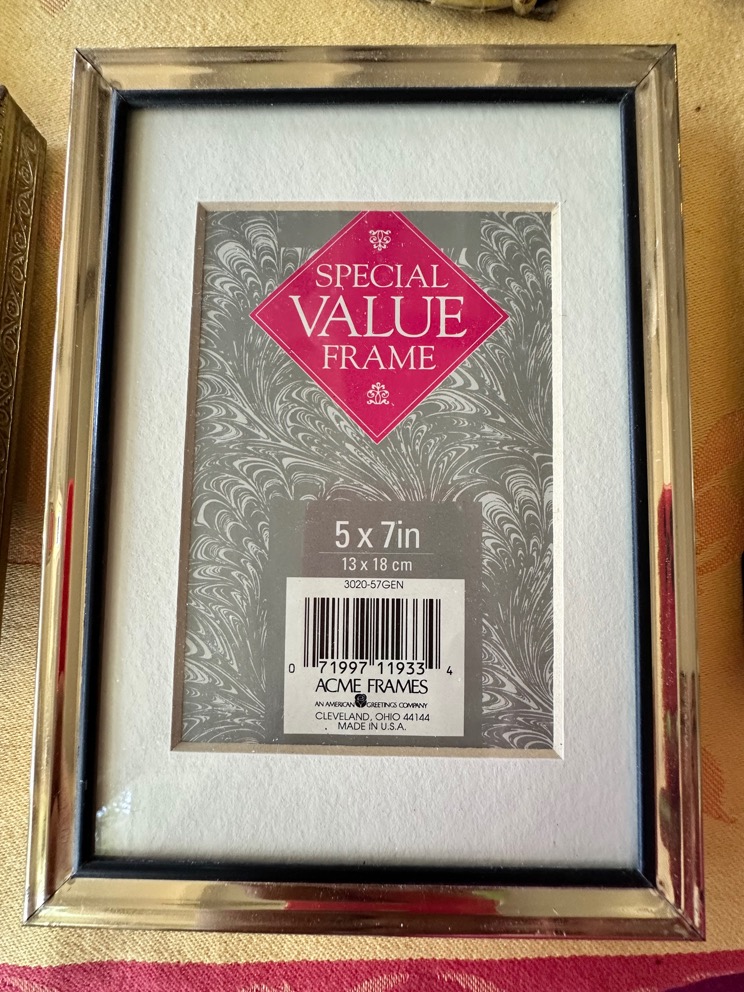 SPECIAL
VALUE
FRAME
5 x 7in
13 x 18 cm
3020-57GEN
0 71997 11933 4
ACME FRAMES
AN AMERICAN GREETINGS COMPANY
CLEVELAND, OHIO 44144
MADE IN U.S.A.